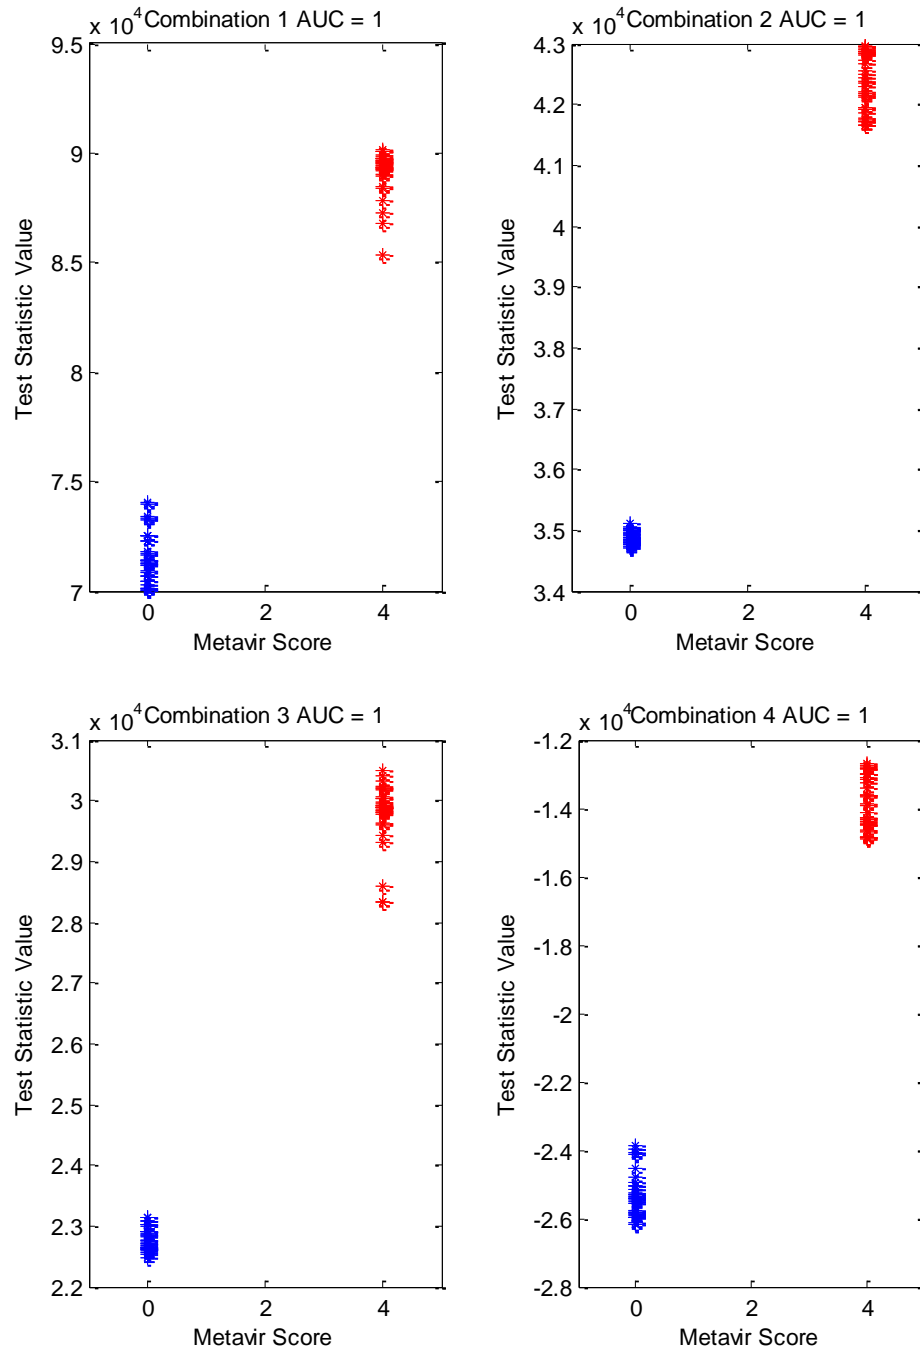 x 10^4 Combination 1 AUC = 1
9.5
9
8.5
8
7.5
7
Test Statistic Value
0 2 4
Metavir Score
x 10^4 Combination 2 AUC = 1
4.3
4.2
4.1
4
3.9
3.8
3.7
3.6
3.5
3.4
Test Statistic Value
0 2 4
Metavir Score
x 10^4 Combination 3 AUC = 1
3.1
3
2.9
2.8
2.7
2.6
2.5
2.4
2.3
2.2
Test Statistic Value
0 2 4
Metavir Score
x 10^4 Combination 4 AUC = 1
-1.2
-1.4
-1.6
-1.8
-2
-2.2
-2.4
-2.6
-2.8
Test Statistic Value
0 2 4
Metavir Score